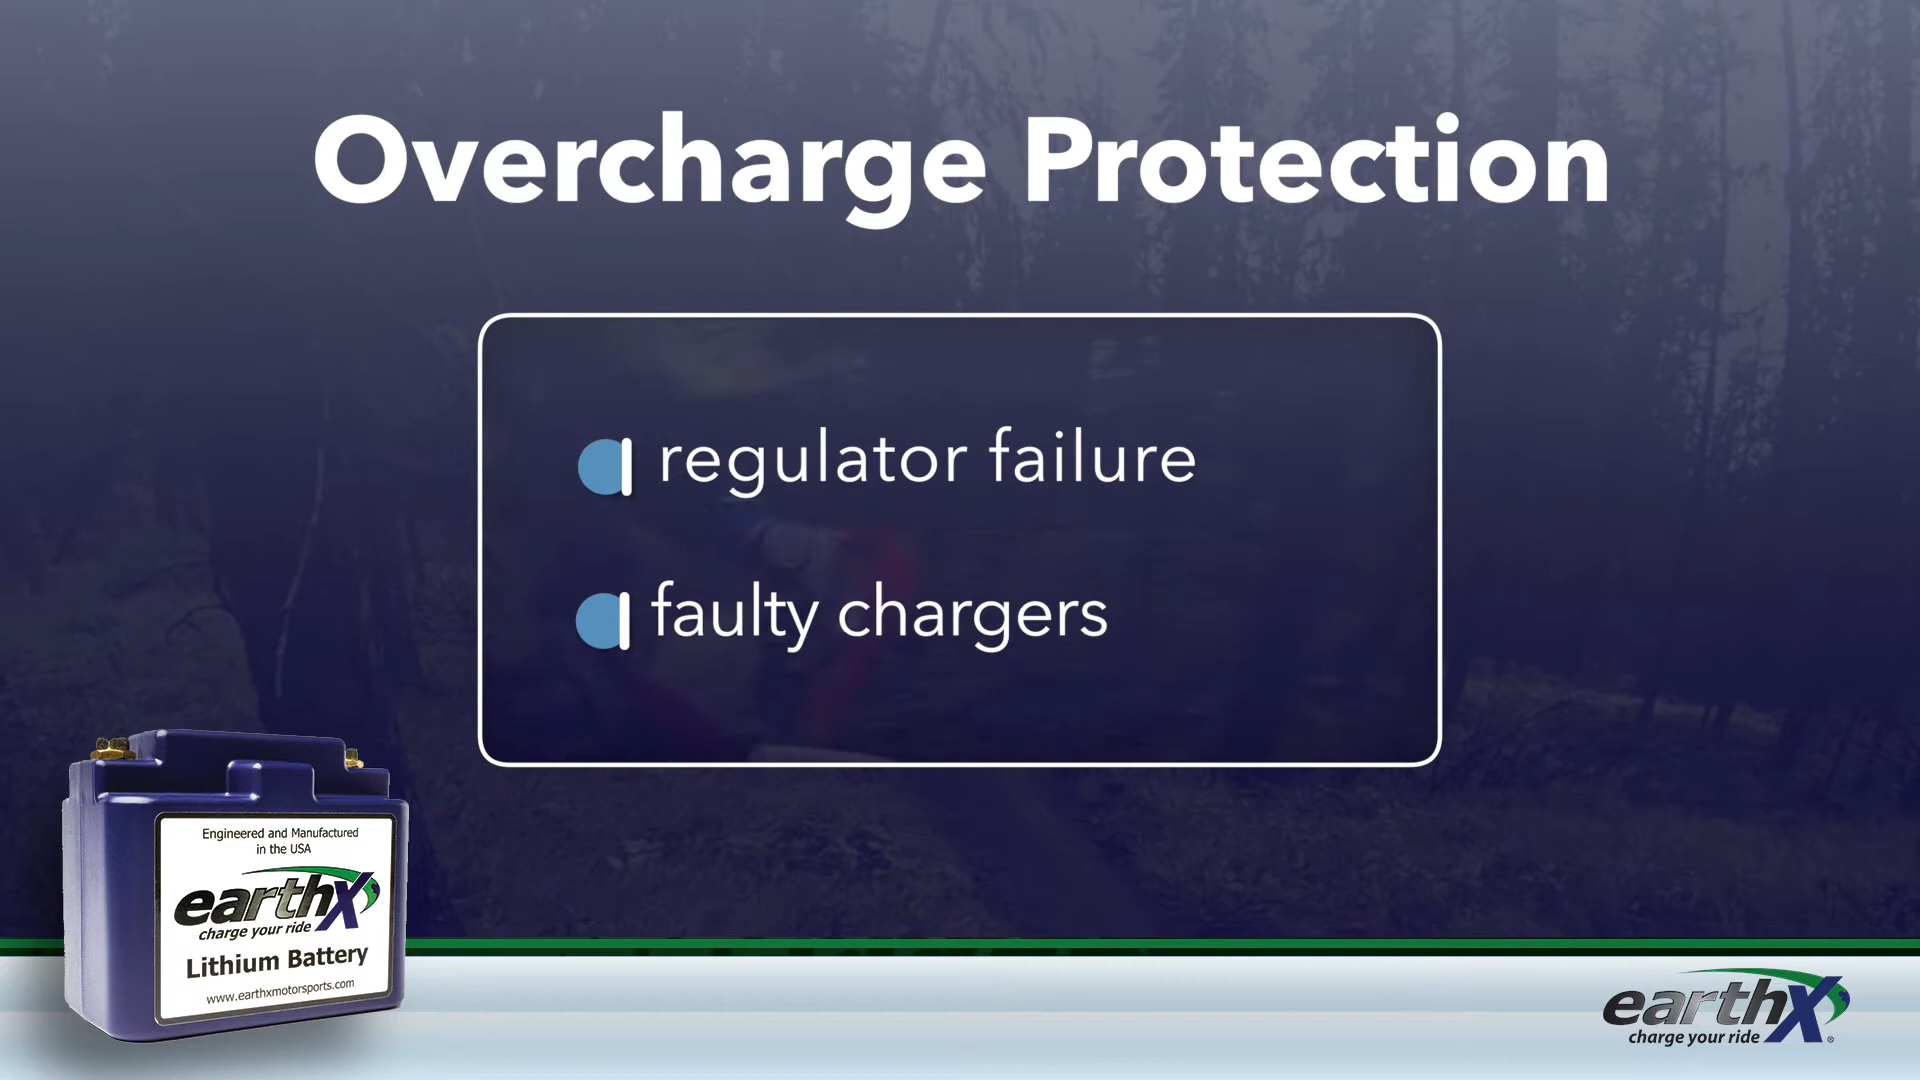 Overcharge Protection
regulator failure
faulty chargers
Engineered and Manufactured
in the USA
earthX
charge your ride
Lithium Battery
www.earthxmotorsports.com
earthX
charge your ride